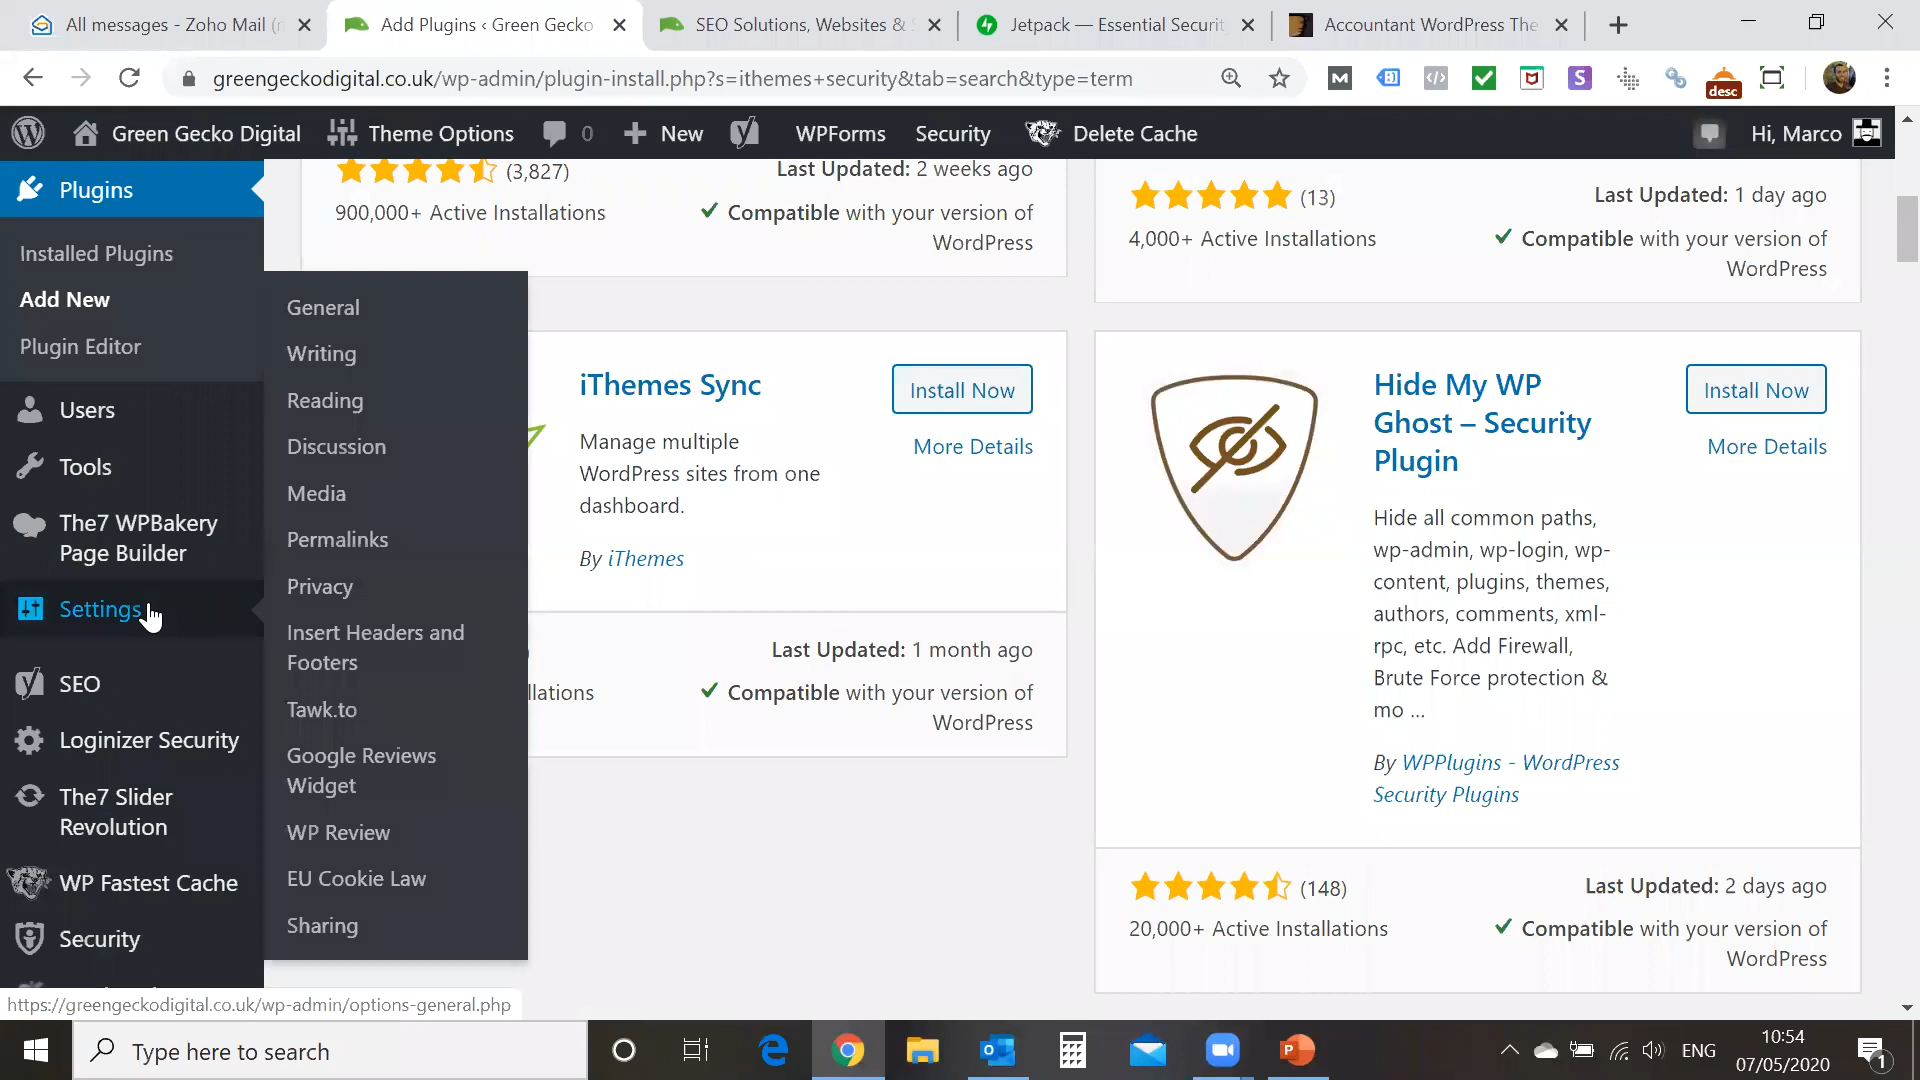 All messages - Zoho Mail (
Add Plugins ‹ Green Gecko
SEO Solutions, Websites &
Jetpack — Essential Securit
Accountant WordPress The
greengeckodigital.co.uk/wp-admin/plugin-install.php?s=ithemes+security&tab=search&type=term
desc
Green Gecko Digital
Theme Options
0
New
WPForms
Security
Delete Cache
Hi, Marco
Plugins
Installed Plugins
Add New
Plugin Editor
Users
Tools
The7 WPBakery
Page Builder
Settings
SEO
Loginizer Security
The7 Slider
Revolution
WP Fastest Cache
Security
General
Writing
Reading
Discussion
Media
Permalinks
Privacy
Insert Headers and
Footers
Tawk.to
Google Reviews
Widget
WP Review
EU Cookie Law
Sharing
(3,827)
900,000+ Active Installations
Last Updated: 2 weeks ago
Compatible with your version of
WordPress
(13)
4,000+ Active Installations
Last Updated: 1 day ago
Compatible with your version of
WordPress
iThemes Sync
Install Now
More Details
Manage multiple
WordPress sites from one
dashboard.
By iThemes
llations
Last Updated: 1 month ago
Compatible with your version of
WordPress
Hide My WP
Ghost – Security
Plugin
Install Now
More Details
Hide all common paths,
wp-admin, wp-login, wp-
content, plugins, themes,
authors, comments, xml-
rpc, etc. Add Firewall,
Brute Force protection &
mo ...
By WPPlugins - WordPress
Security Plugins
(148)
20,000+ Active Installations
Last Updated: 2 days ago
Compatible with your version of
WordPress
https://greengeckodigital.co.uk/wp-admin/options-general.php
Type here to search
ENG
10:54
07/05/2020
1